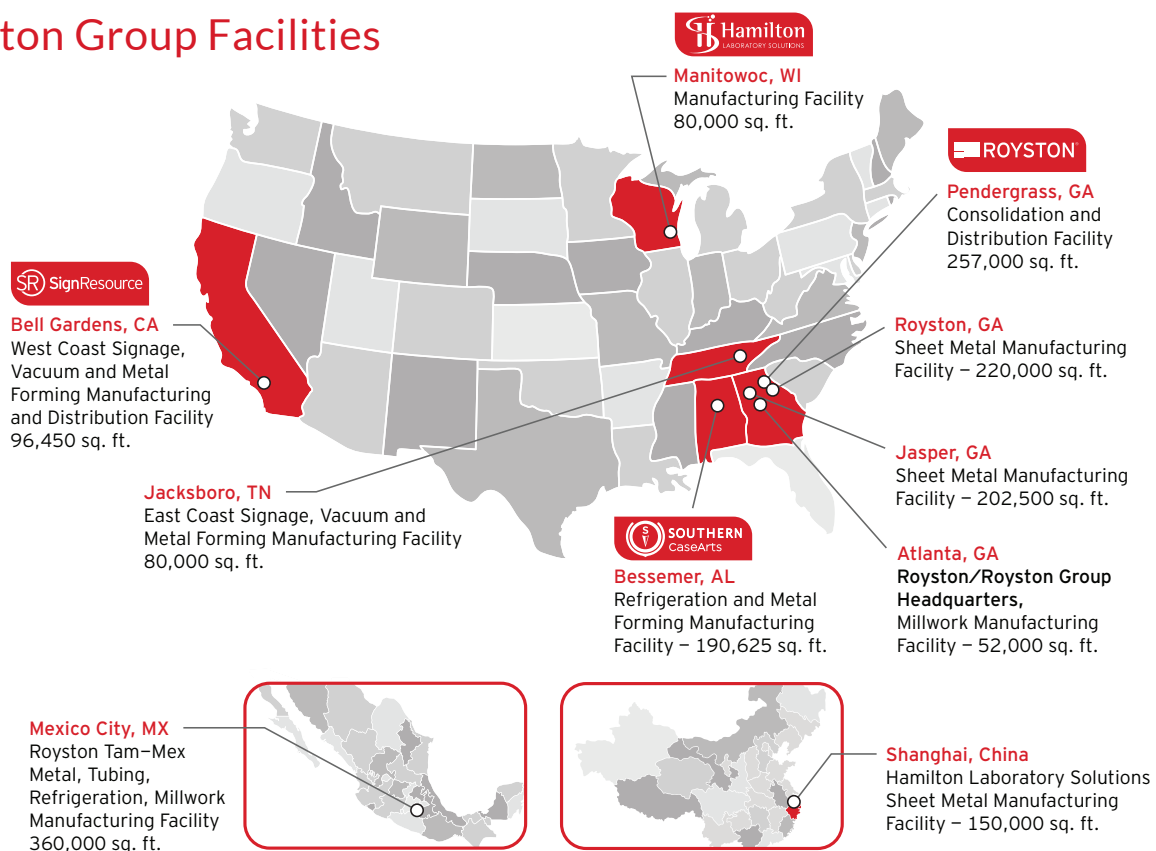 ton Group Facilities
Hamilton
LABORATORY SOLUTIONS
Manitowoc, WI
Manufacturing Facility
80,000 sq. ft.
ROYSTON
Pendergrass, GA
Consolidation and
Distribution Facility
257,000 sq. ft.
SR SignResource
Bell Gardens, CA
West Coast Signage,
Vacuum and Metal
Forming Manufacturing
and Distribution Facility
96,450 sq. ft.
Royston, GA
Sheet Metal Manufacturing
Facility – 220,000 sq. ft.
Jasper, GA
Sheet Metal Manufacturing
Facility – 202,500 sq. ft.
Jacksboro, TN
East Coast Signage, Vacuum and
Metal Forming Manufacturing Facility
80,000 sq. ft.
S
SOUTHERN
CaseArts
Bessemer, AL
Refrigeration and Metal
Forming Manufacturing
Facility – 190,625 sq. ft.
Atlanta, GA
Royston/Royston Group
Headquarters,
Millwork Manufacturing
Facility – 52,000 sq. ft.
Mexico City, MX
Royston Tam–Mex
Metal, Tubing,
Refrigeration, Millwork
Manufacturing Facility
360,000 sq. ft.
Shanghai, China
Hamilton Laboratory Solutions
Sheet Metal Manufacturing
Facility – 150,000 sq. ft.